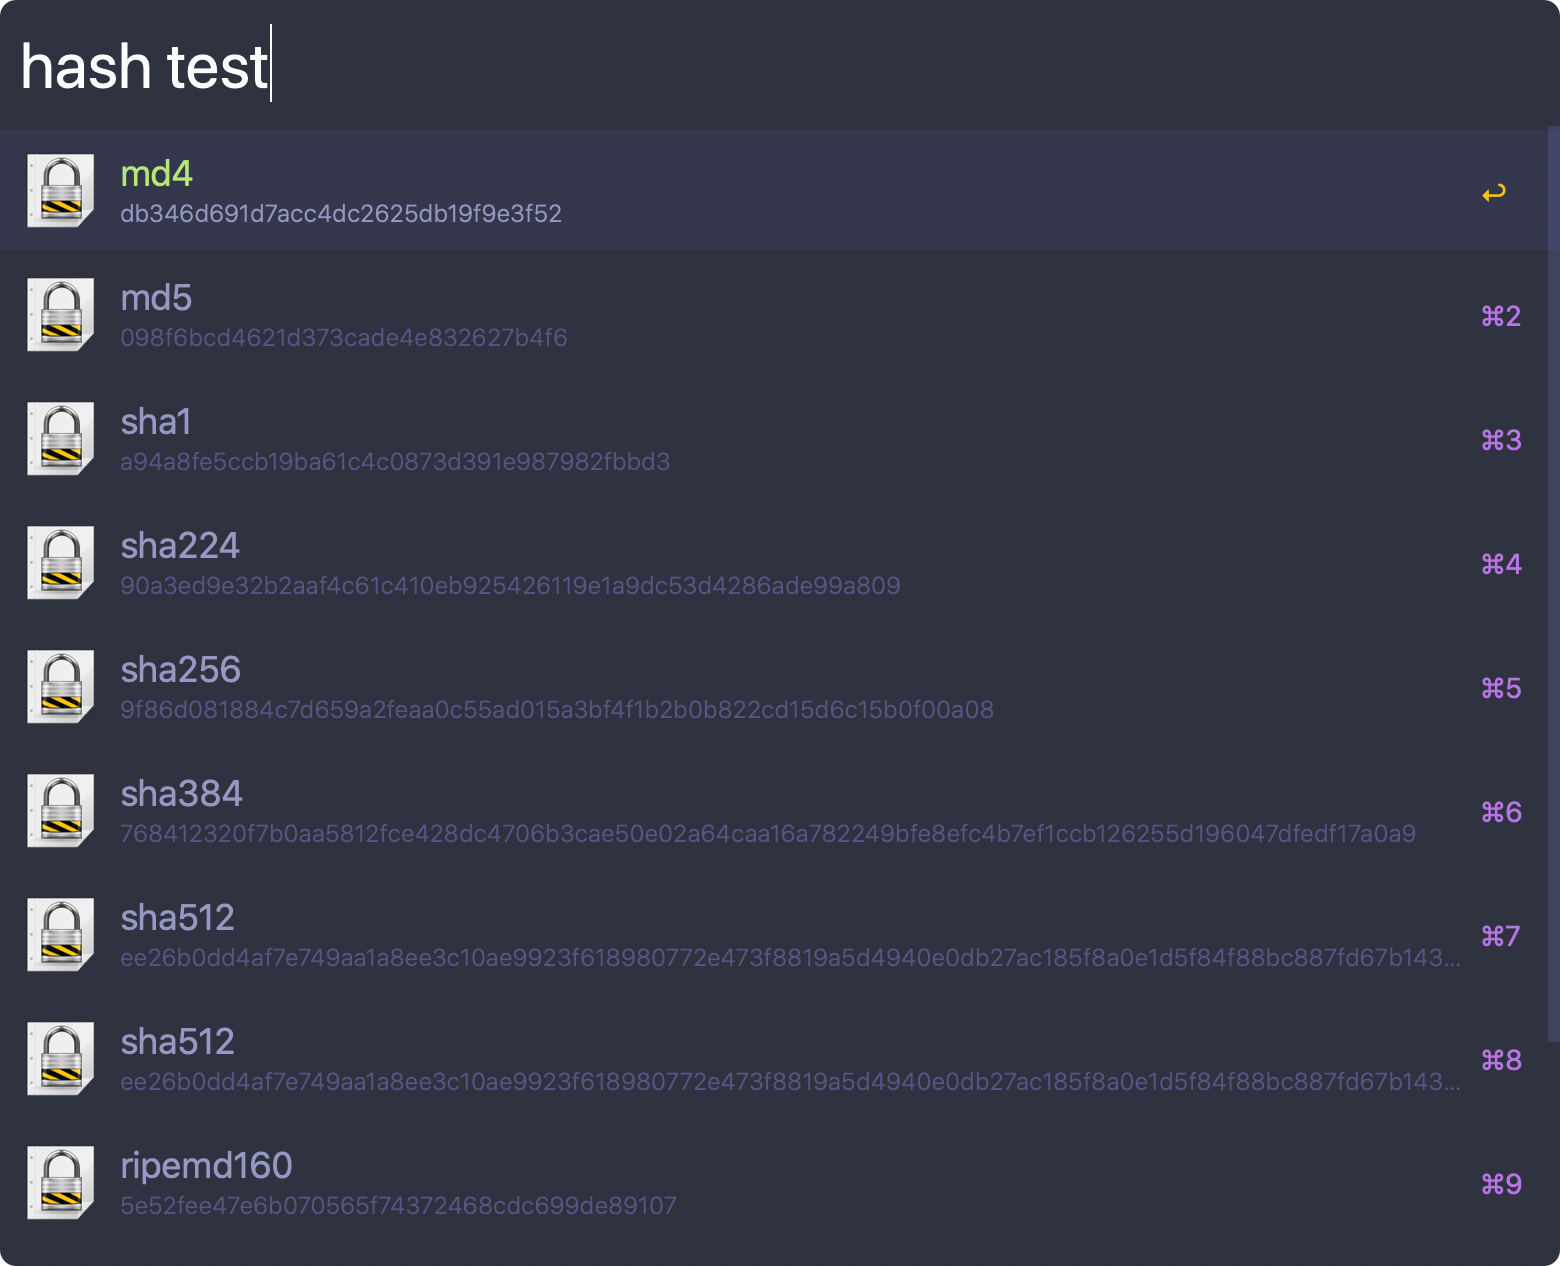 hash test
md4
db346d691d7acc4dc2625db19f9e3f52
md5
098f6bcd4621d373cade4e832627b4f6
⌘2
sha1
a94a8fe5ccb19ba61c4c0873d391e987982fbbd3
⌘3
sha224
90a3ed9e32b2aaf4c61c410eb925426119e1a9dc53d4286ade99a809
⌘4
sha256
9f86d081884c7d659a2feaa0c55ad015a3bf4f1b2b0b822cd15d6c15b0f00a08
⌘5
sha384
768412320f7b0aa5812fce428dc4706b3cae50e02a64caa16a782249bfe8efc4b7ef1ccb126255d196047dfedf17a0a9
⌘6
sha512
ee26b0dd4af7e749aa1a8ee3c10ae9923f618980772e473f8819a5d4940e0db27ac185f8a0e1d5f84f88bc887fd67b143...
⌘7
sha512
ee26b0dd4af7e749aa1a8ee3c10ae9923f618980772e473f8819a5d4940e0db27ac185f8a0e1d5f84f88bc887fd67b143...
⌘8
ripemd160
5e52fee47e6b070565f74372468cdc699de89107
⌘9